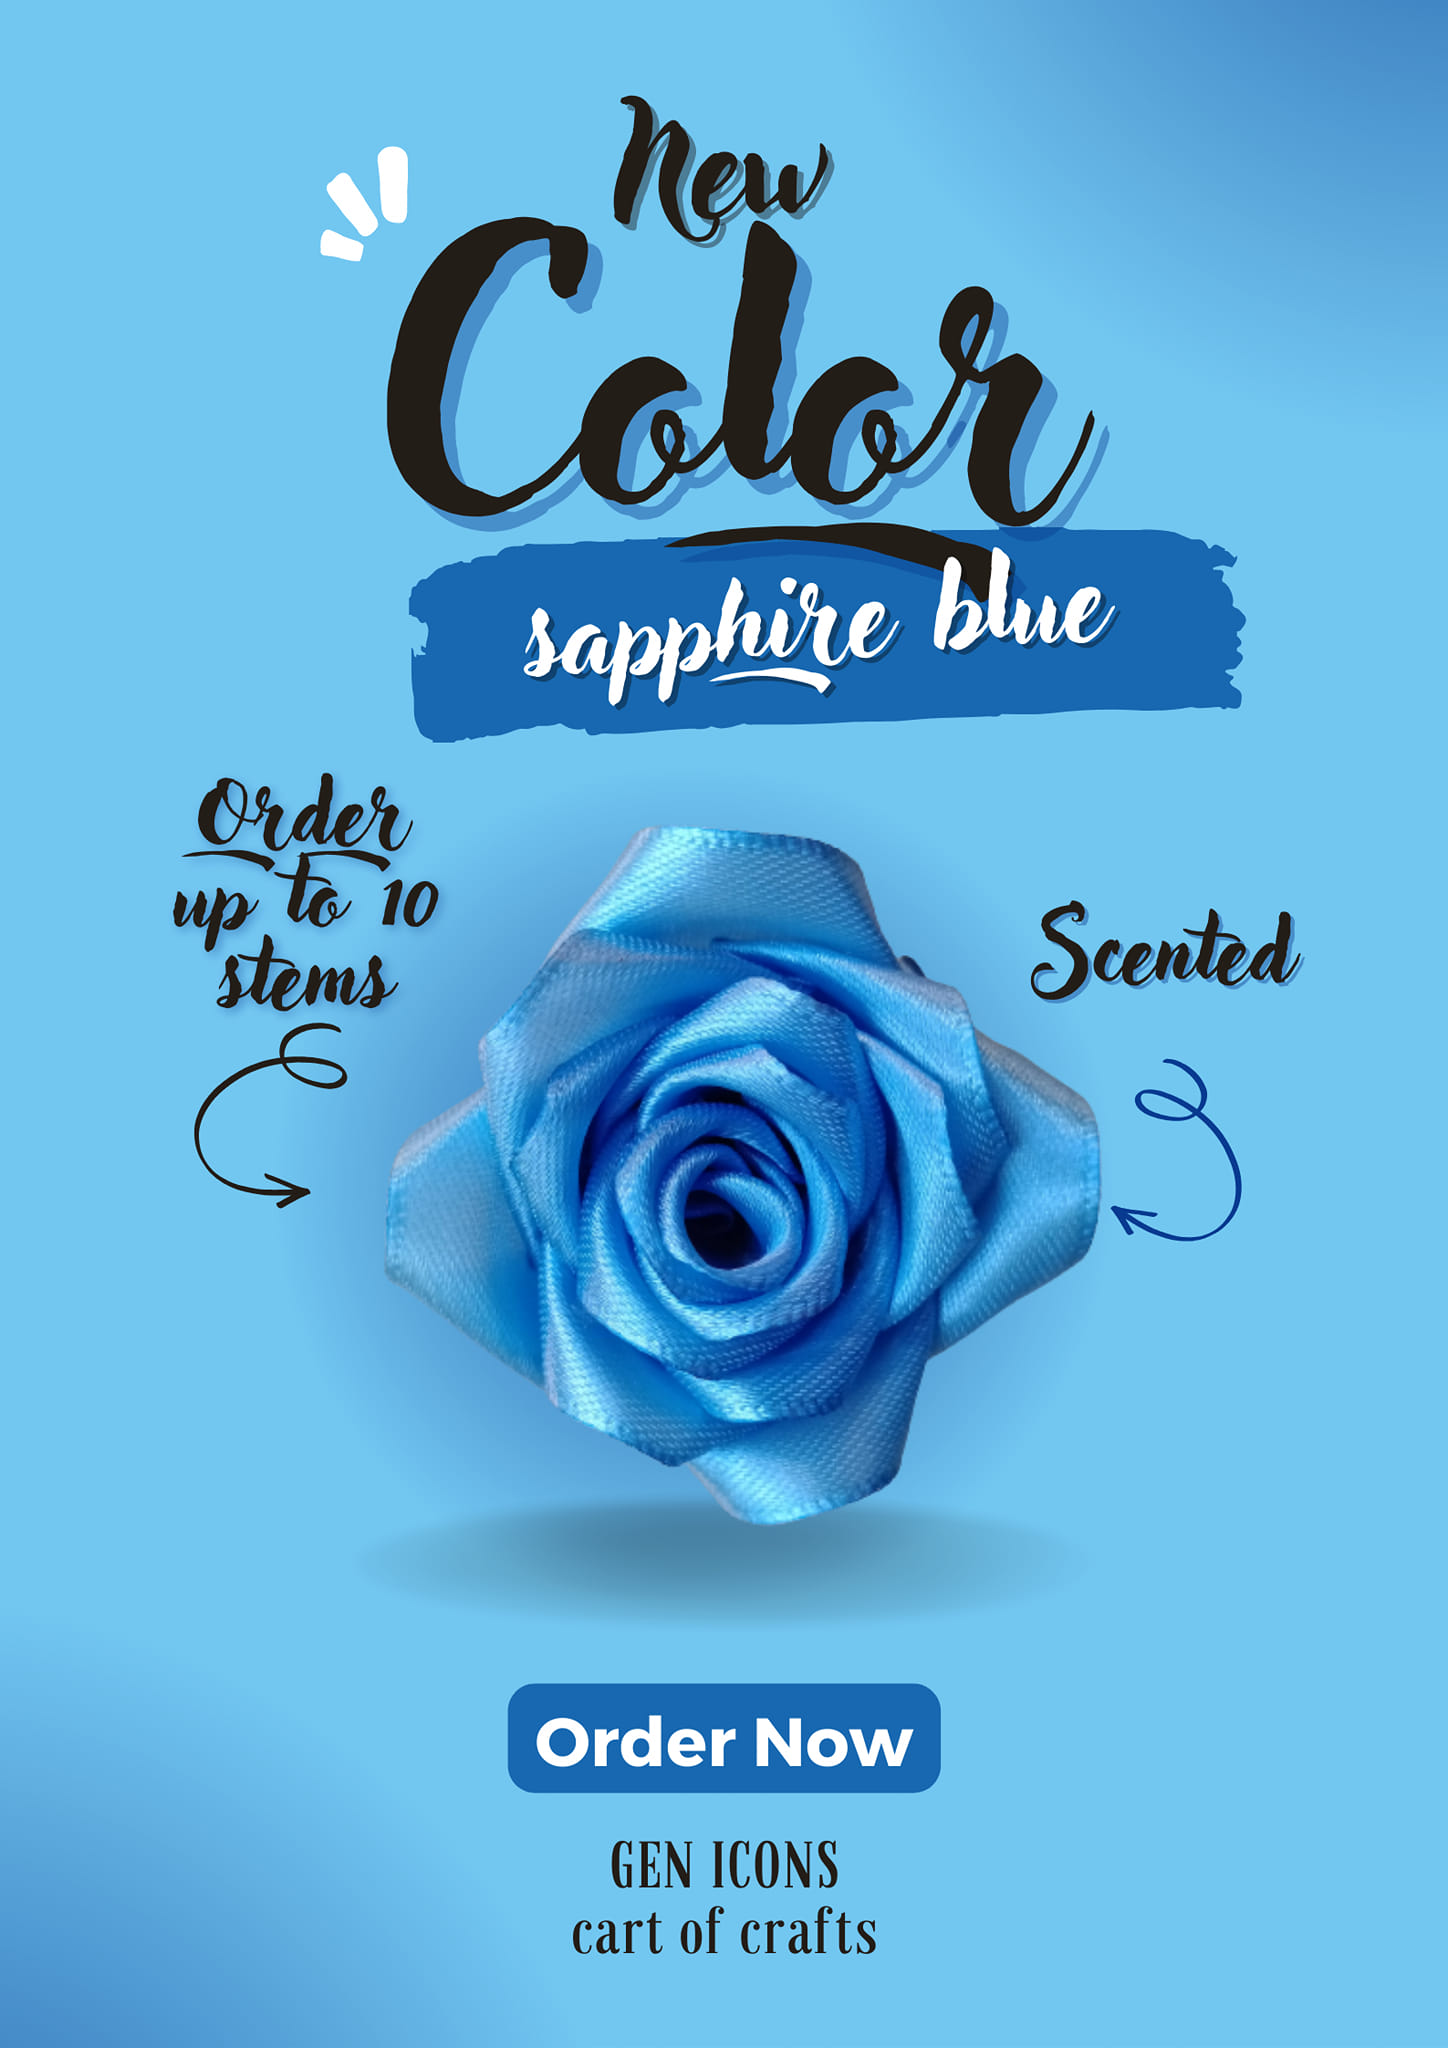 New
Color
sapphire blue
Order
up to 10
stems
Scented
Order Now
GEN ICONS
cart of crafts